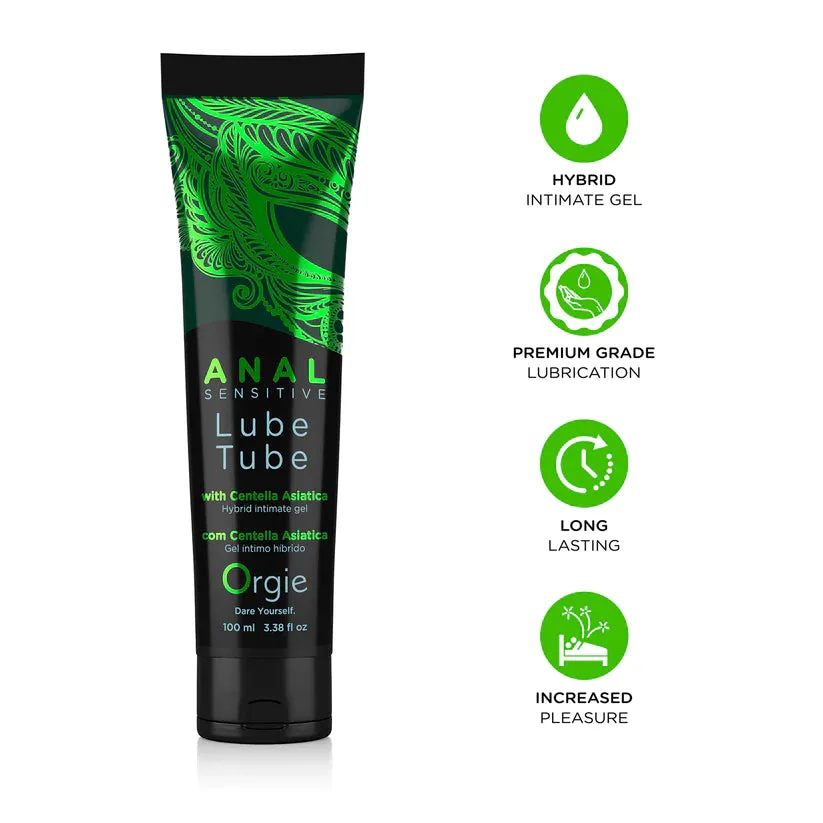 ANAL
SENSITIVE
Lube
Tube
with Centella Asiatica
Hybrid intimate gel
com Centella Asiatica
Gel íntimo híbrido
Orgie
Dare Yourself.
100 ml 3.38 fl oz
HYBRID
INTIMATE GEL
PREMIUM GRADE
LUBRICATION
LONG
LASTING
INCREASED
PLEASURE